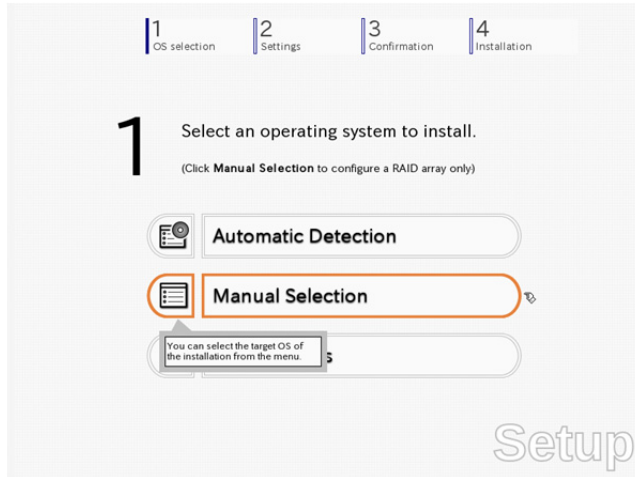 1
OS selection
2
Settings
3
Confirmation
4
Installation
1
Select an operating system to install.
(Click Manual Selection to configure a RAID array only)
Automatic Detection
Manual Selection
You can select the target OS of
the installation from the menu.
Setup